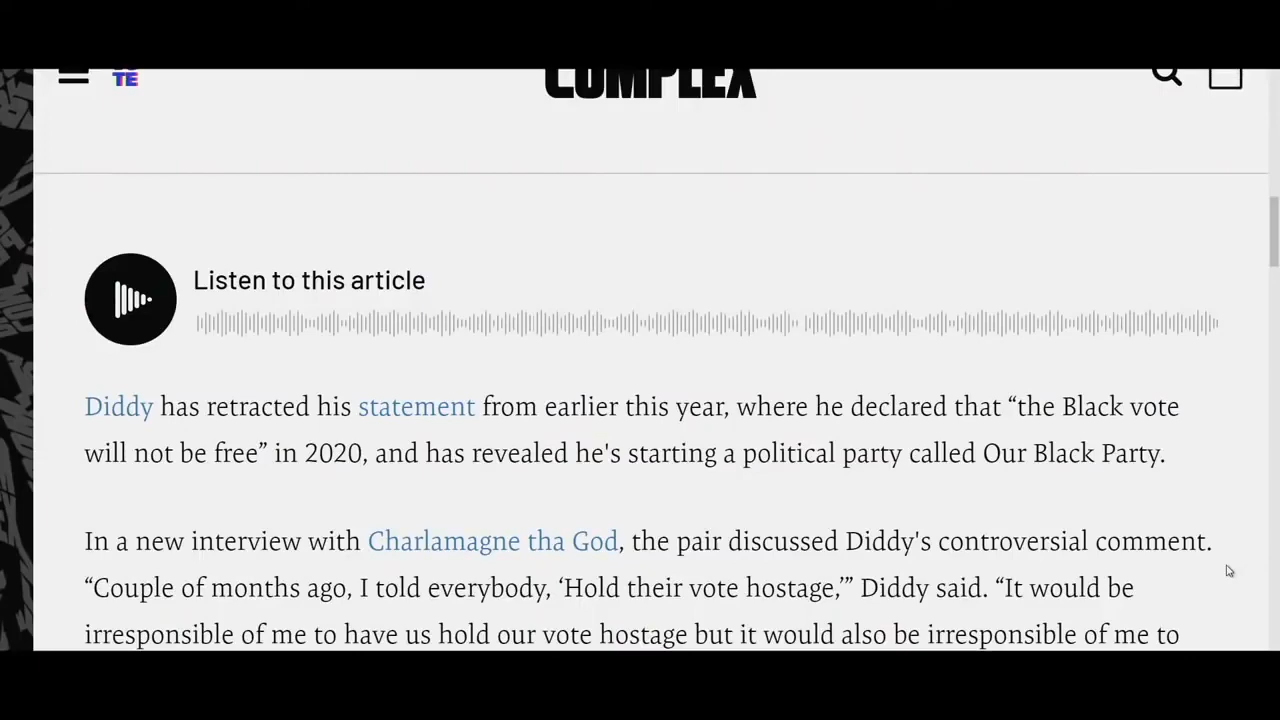 TE
COMPLEX
Listen to this article
Diddy has retracted his statement from earlier this year, where he declared that “the Black vote
will not be free” in 2020, and has revealed he's starting a political party called Our Black Party.
In a new interview with Charlamagne tha God, the pair discussed Diddy's controversial comment.
“Couple of months ago, I told everybody, ‘Hold their vote hostage,’” Diddy said. “It would be
irresponsible of me to have us hold our vote hostage but it would also be irresponsible of me to